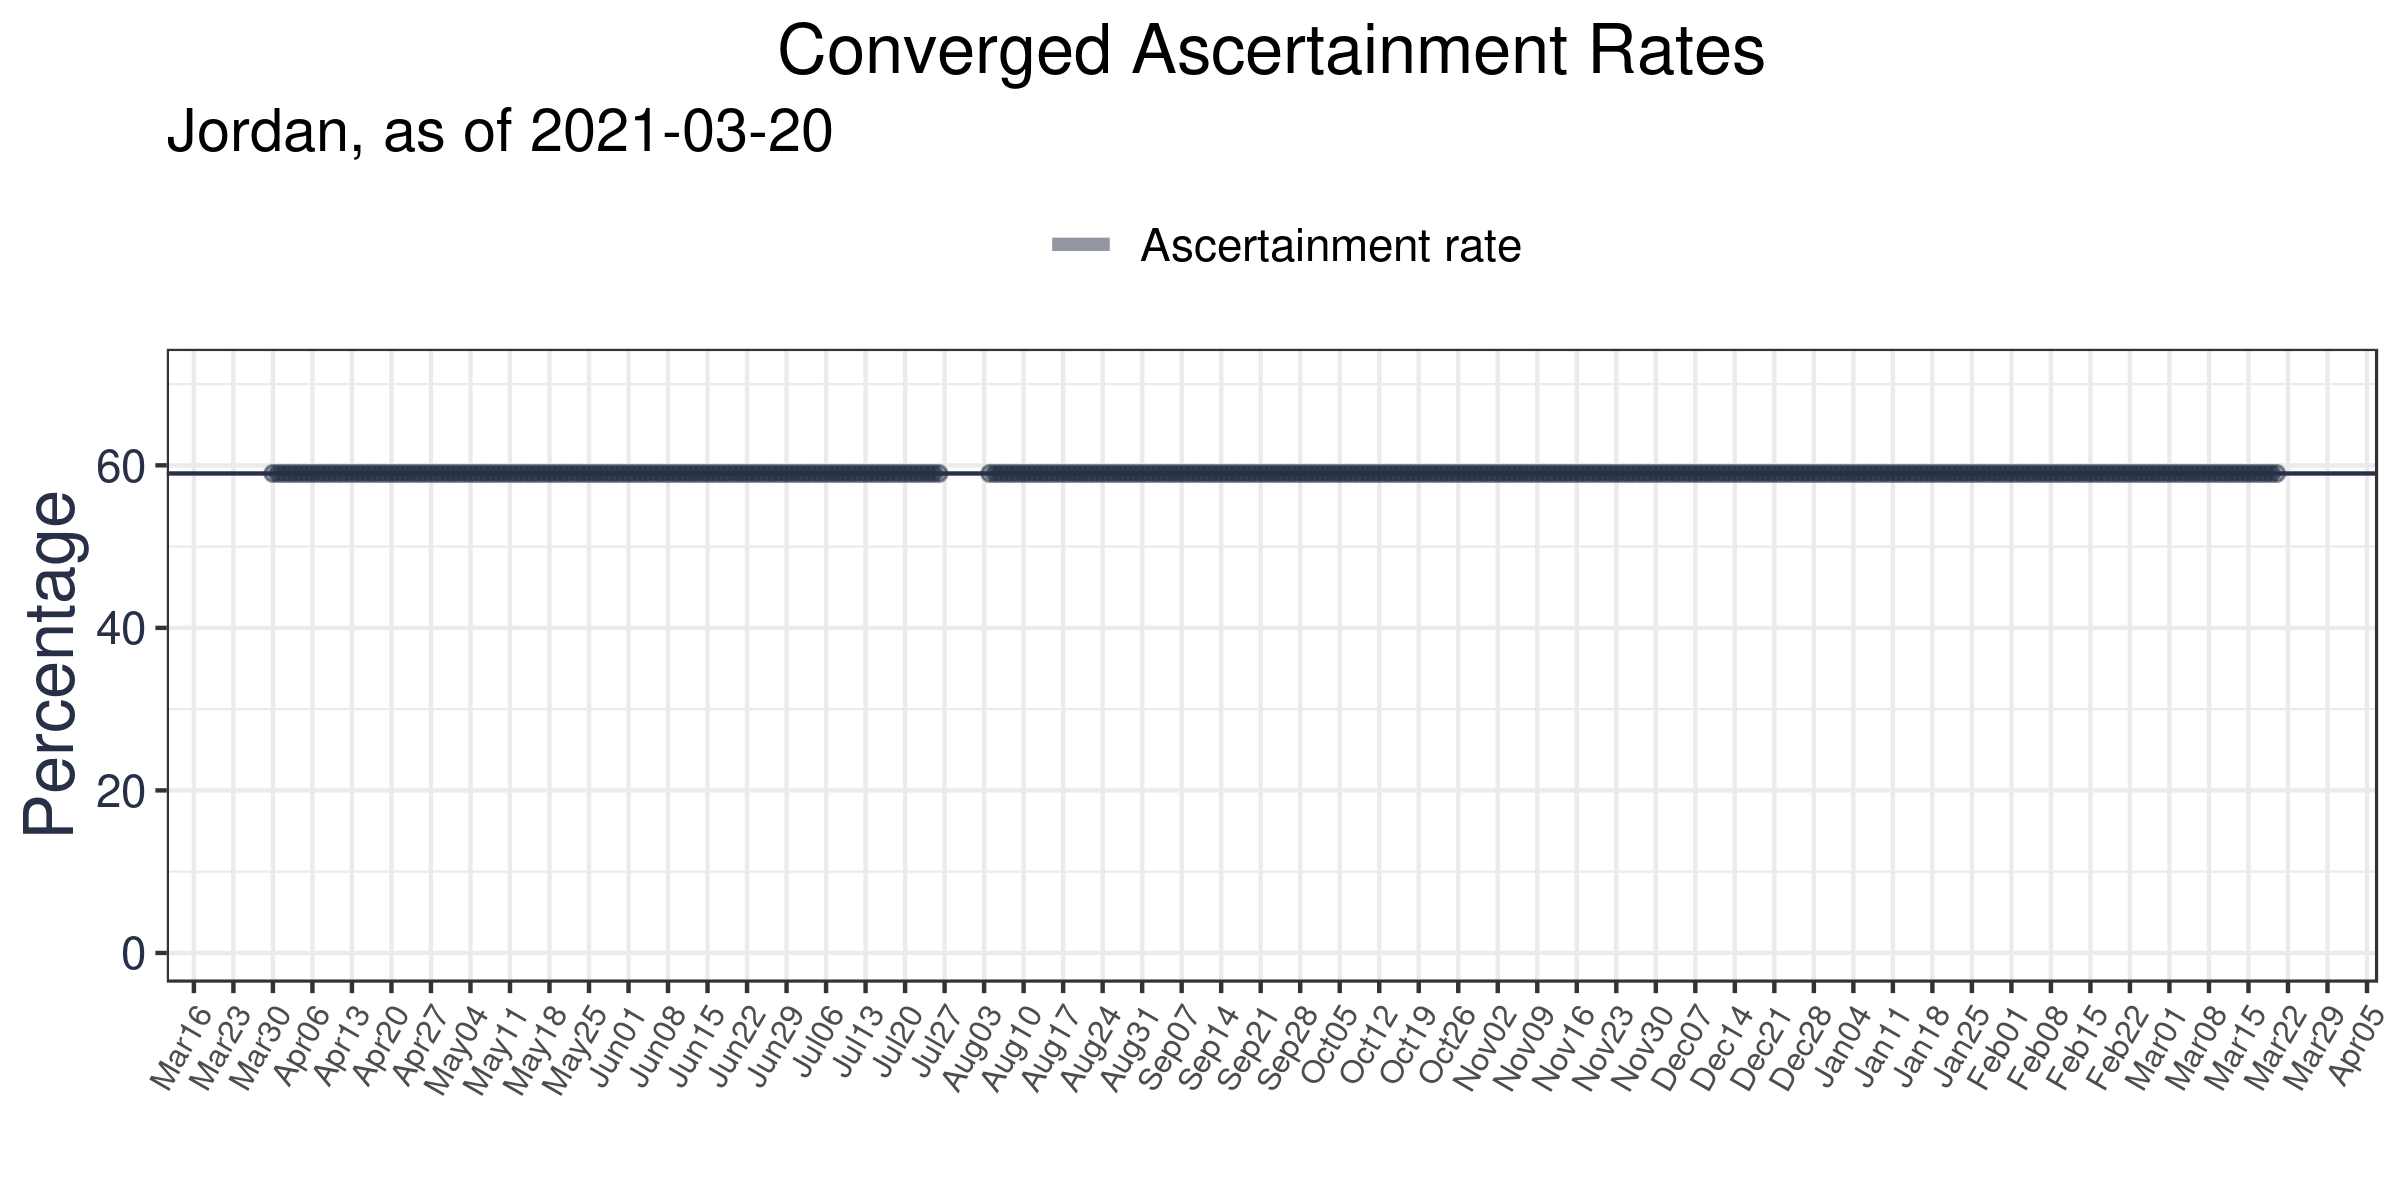 Converged Ascertainment Rates
Jordan, as of 2021-03-20
Ascertainment rate
Percentage
60
40
20
0
Mar16 Mar23 Mar30 Apr06 Apr13 Apr20 Apr27 May04 May11 May18 May25 Jun01 Jun08 Jun15 Jun22 Jun29 Jul06 Jul13 Jul20 Jul27 Aug03 Aug10 Aug17 Aug24 Aug31 Sep07 Sep14 Sep21 Sep28 Oct05 Oct12 Oct19 Oct26 Nov02 Nov09 Nov16 Nov23 Nov30 Dec07 Dec14 Dec21 Dec28 Jan04 Jan11 Jan18 Jan25 Feb01 Feb08 Feb15 Feb22 Mar01 Mar08 Mar15 Mar22 Mar29 Apr05